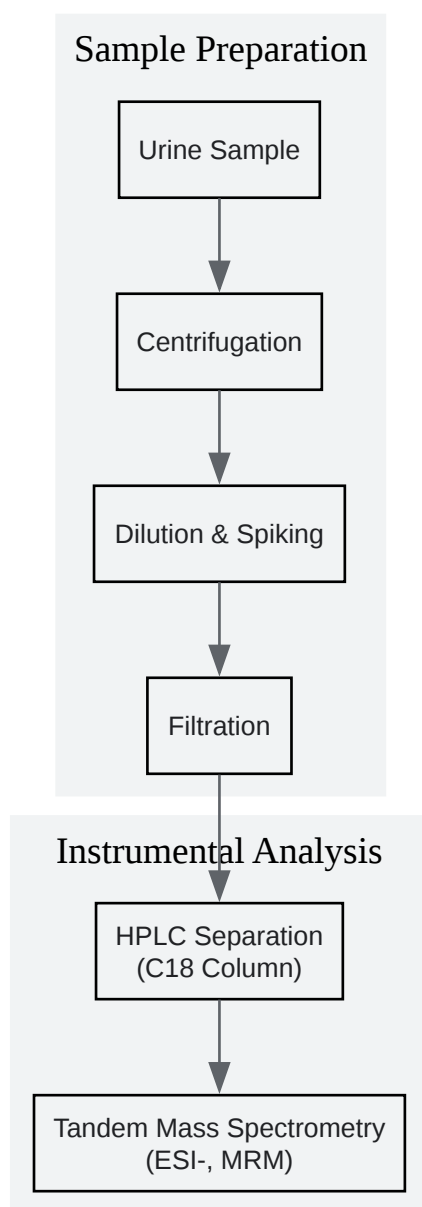 Sample Preparation
Urine Sample
Centrifugation
Dilution & Spiking
Filtration
Instrumental Analysis
HPLC Separation
(C18 Column)
Tandem Mass Spectrometry
(ESI-, MRM)